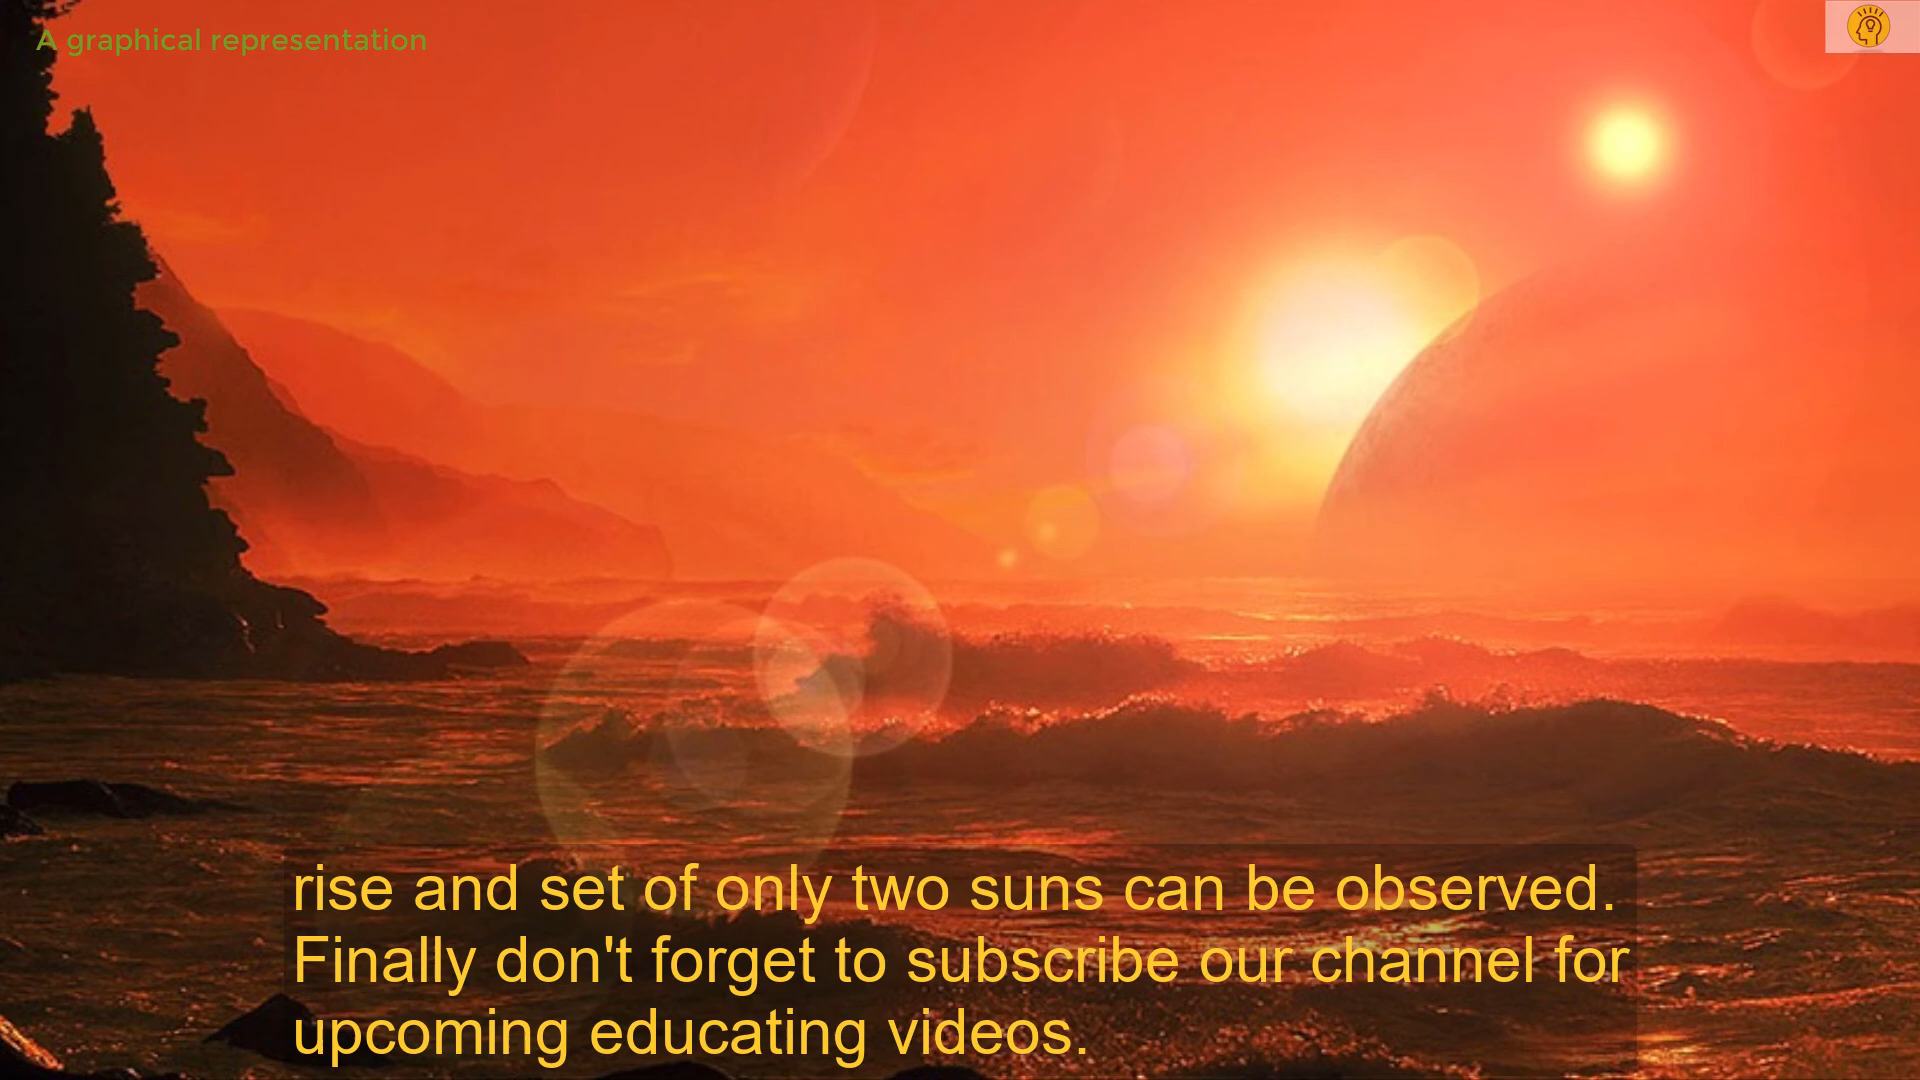 A graphical representation
rise and set of only two suns can be observed.
Finally don't forget to subscribe our channel for
upcoming educating videos.